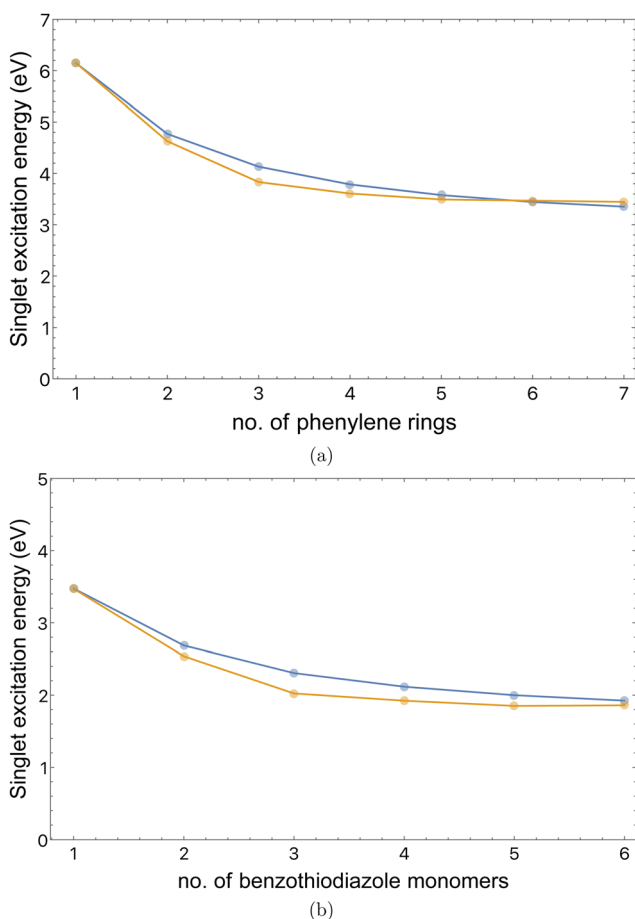 7
6
5
4
3
2
1
0
Singlet excitation energy (eV)
1 2 3 4 5 6 7
no. of phenylene rings
(a)
5
4
3
2
1
0
Singlet excitation energy (eV)
1 2 3 4 5 6
no. of benzothiodiazole monomers
(b)